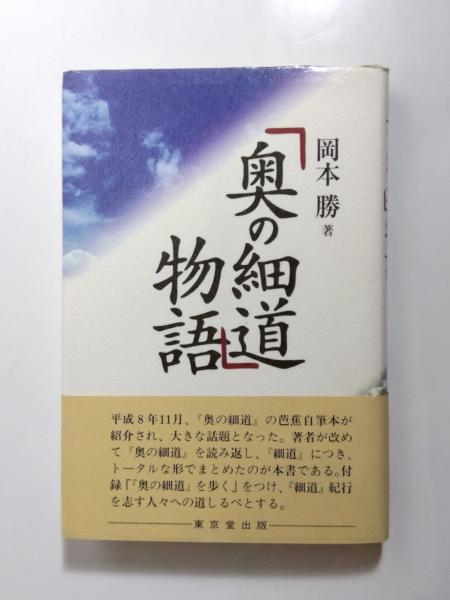 岡本 勝 著
「奥の細道」
物語
平成８年11月、『奥の細道』の芭蕉自筆本が
紹介され、大きな話題となった。著者が改め
て『奥の細道』を読み返し、『細道』につき、
トータルな形でまとめたのが本書である。付
録「『奥の細道』を歩く」をつけ、『細道』紀行
を志す人々への道しるべとする。
東京堂出版